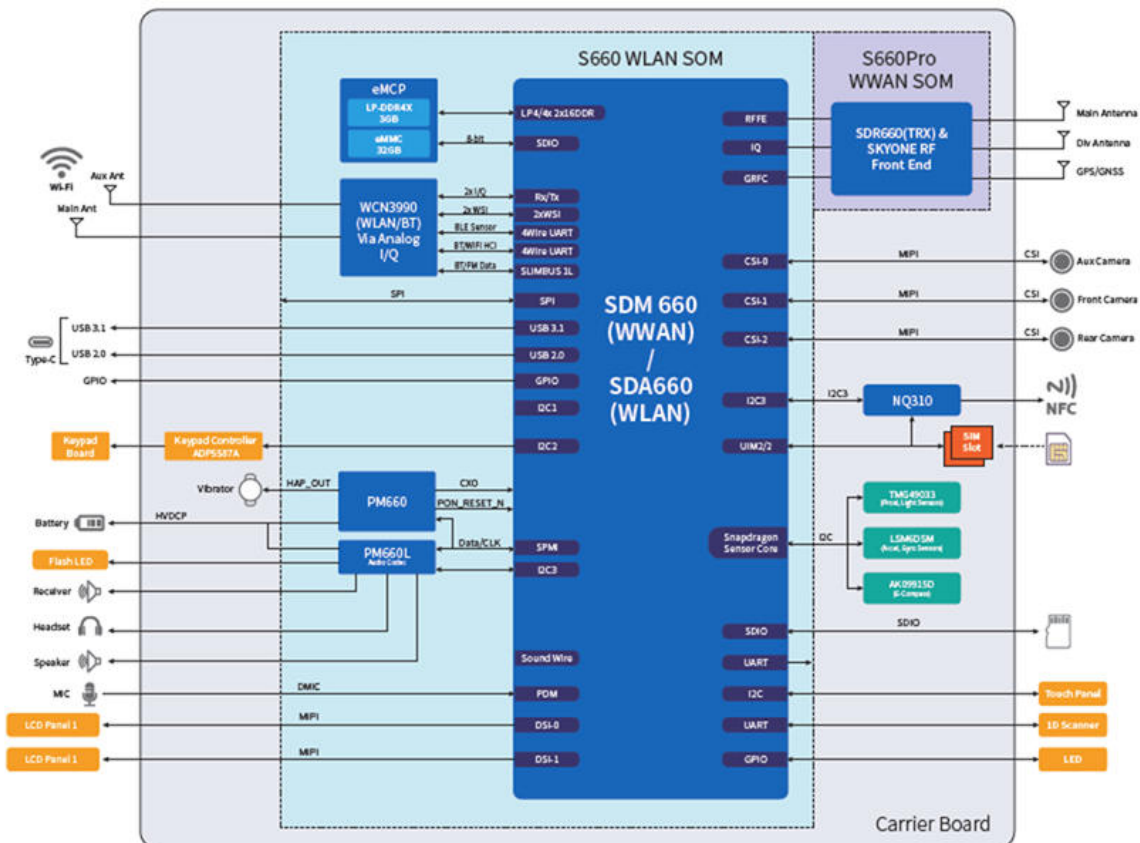 S660 WLAN SOM
S660Pro
WWAN SOM
eMCP
LP-DDR4X
3GB
eMMC
32GB
8-bit
LP4/4x 2x16DDR
SDIO
Wi-Fi
Aux Ant
Main Ant
WCN3990
(WLAN/BT)
Via Analog
I/Q
2x I/Q
2x WSI
BLE Sensor
BT/WIFI HCI
BT/FM Data
Rx/Tx
2xWSI
4Wire UART
4Wire UART
SLIMBUS 1L
SPI
SPI
Type-C
USB 3.1
USB 2.0
USB 3.1
USB 2.0
GPIO
GPIO
I2C1
Keypad
Board
Keypad Controller
ADP5587A
I2C2
Vibrator
HAP_OUT
PM660
CXO
PON_RESET_N
Battery
HVDCP
Data/CLK
SPMI
Flash LED
PM660L
Audio Codec
I2C3
Receiver
Headset
Speaker
Sound Wire
MIC
DMIC
PDM
LCD Panel 1
MIPI
DSI-0
LCD Panel 1
MIPI
DSI-1
SDM 660
(WWAN)
/
SDA660
(WLAN)
RFFE
IQ
GRFC
SDR660(TRX) &
SKYONE RF
Front End
Main Antenna
Div Antenna
GPS/GNSS
CSI-0
MIPI
CSI
Aux Camera
CSI-1
MIPI
CSI
Front Camera
CSI-2
MIPI
CSI
Rear Camera
I2C3
I2C3
NQ310
NFC
UIM2/2
SIM
Slot
Snapdragon
Sensor Core
I2C
TMG49033
LSM6DSM
AK09915D
(E-Compass)
SDIO
SDIO
UART
I2C
Touch Panel
UART
1D Scanner
GPIO
LED
Carrier Board